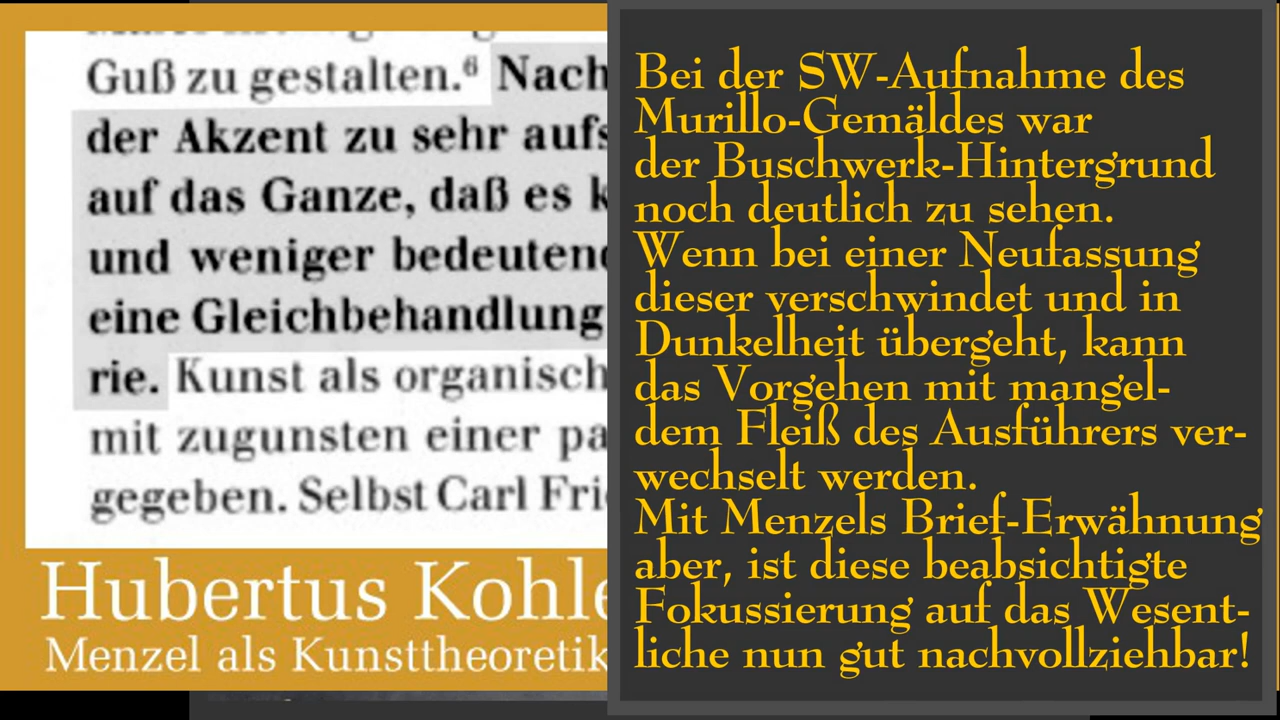 Guß zu gestalten.⁶ Nach
der Akzent zu sehr aufs
auf das Ganze, daß es k
und weniger bedeutend
eine Gleichbehandlung
rie. Kunst als organisch
mit zugunsten einer pa
gegeben. Selbst Carl Frie
Hubertus Kohle
Menzel als Kunsttheoretik
Bei der SW-Aufnahme des
Murillo-Gemäldes war
der Buschwerk-Hintergrund
noch deutlich zu sehen.
Wenn bei einer Neufassung
dieser verschwindet und in
Dunkelheit übergeht, kann
das Vorgehen mit mangel-
dem Fleiß des Ausführers ver-
wechselt werden.
Mit Menzels Brief-Erwähnung
aber, ist diese beabsichtigte
Fokussierung auf das Wesent-
liche nun gut nachvollziehbar!